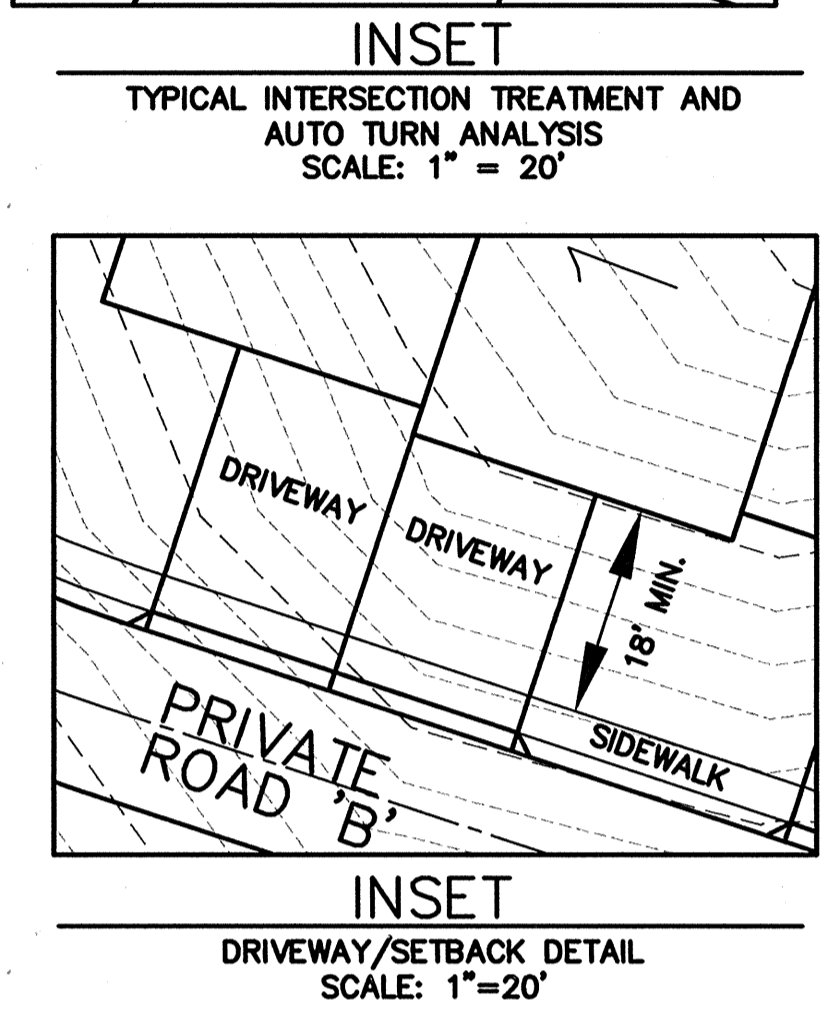 INSET
TYPICAL INTERSECTION TREATMENT AND
AUTO TURN ANALYSIS
SCALE: 1" = 20'
DRIVEWAY
DRIVEWAY
18' MIN.
SIDEWALK
PRIVATE
ROAD 'B'
INSET
DRIVEWAY/SETBACK DETAIL
SCALE: 1"=20'